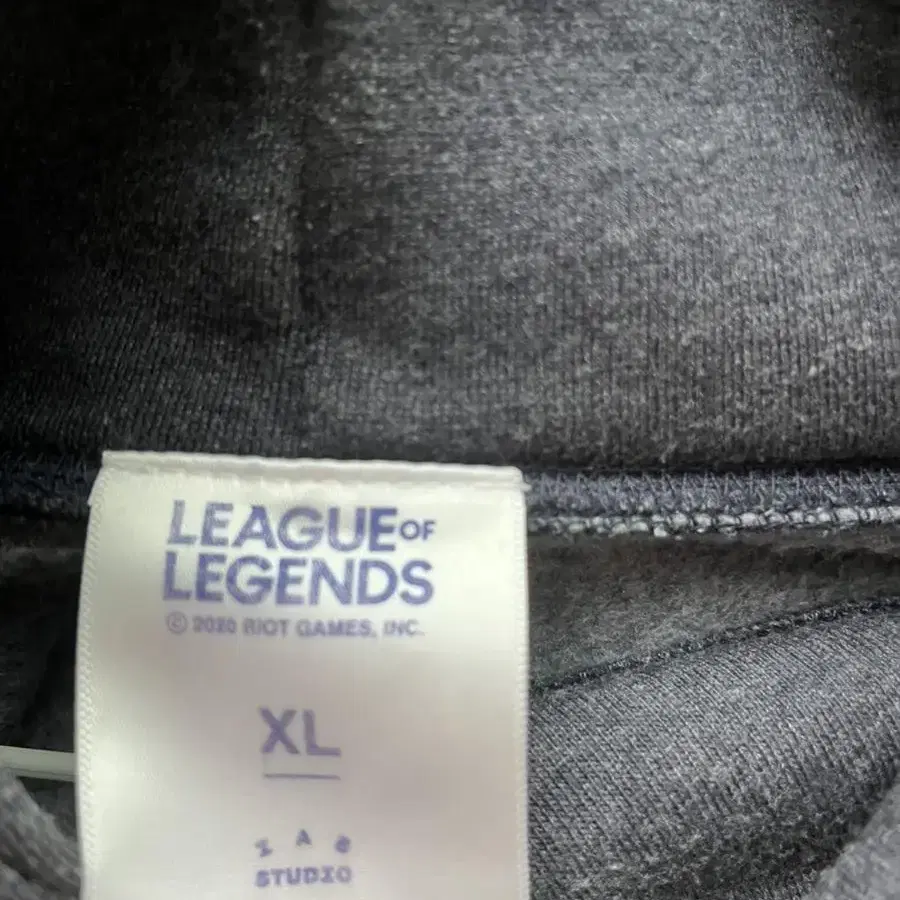 LEAGUE OF
LEGENDS
© 2020 RIOT GAMES, INC.
XL
STUDIO